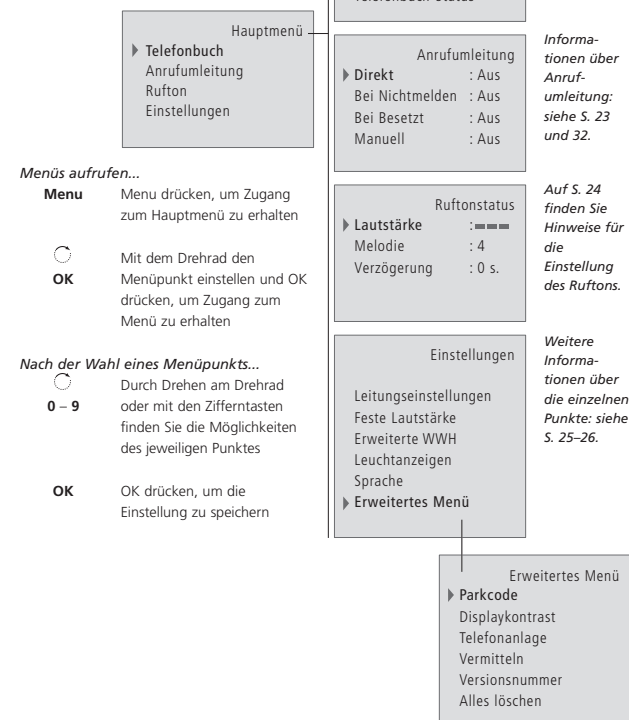 Telefonbuch-Status
Hauptmenü
Telefonbuch
Anrufumleitung
Rufton
Einstellungen
Menüs aufrufen...
Menu Menu drücken, um Zugang
zum Hauptmenü zu erhalten
Mit dem Drehrad den
OK Menüpunkt einstellen und OK
drücken, um Zugang zum
Menü zu erhalten
Nach der Wahl eines Menüpunkts...
Durch Drehen am Drehrad
0 – 9 oder mit den Zifferntasten
finden Sie die Möglichkeiten
des jeweiligen Punktes
OK OK drücken, um die
Einstellung zu speichern
Anrufumleitung
Direkt : Aus
Bei Nichtmelden : Aus
Bei Besetzt : Aus
Manuell : Aus
Informa-
tionen über
Anruf-
umleitung:
siehe S. 23
und 32.
Ruftonstatus
Lautstärke :
Melodie : 4
Verzögerung : 0 s.
Auf S. 24
finden Sie
Hinweise für
die
Einstellung
des Ruftons.
Einstellungen
Leitungseinstellungen
Feste Lautstärke
Erweiterte WWH
Leuchtanzeigen
Sprache
Erweitertes Menü
Weitere
Informa-
tionen über
die einzelnen
Punkte: siehe
S. 25–26.
Erweitertes Menü
Parkcode
Displaykontrast
Telefonanlage
Vermitteln
Versionsnummer
Alles löschen